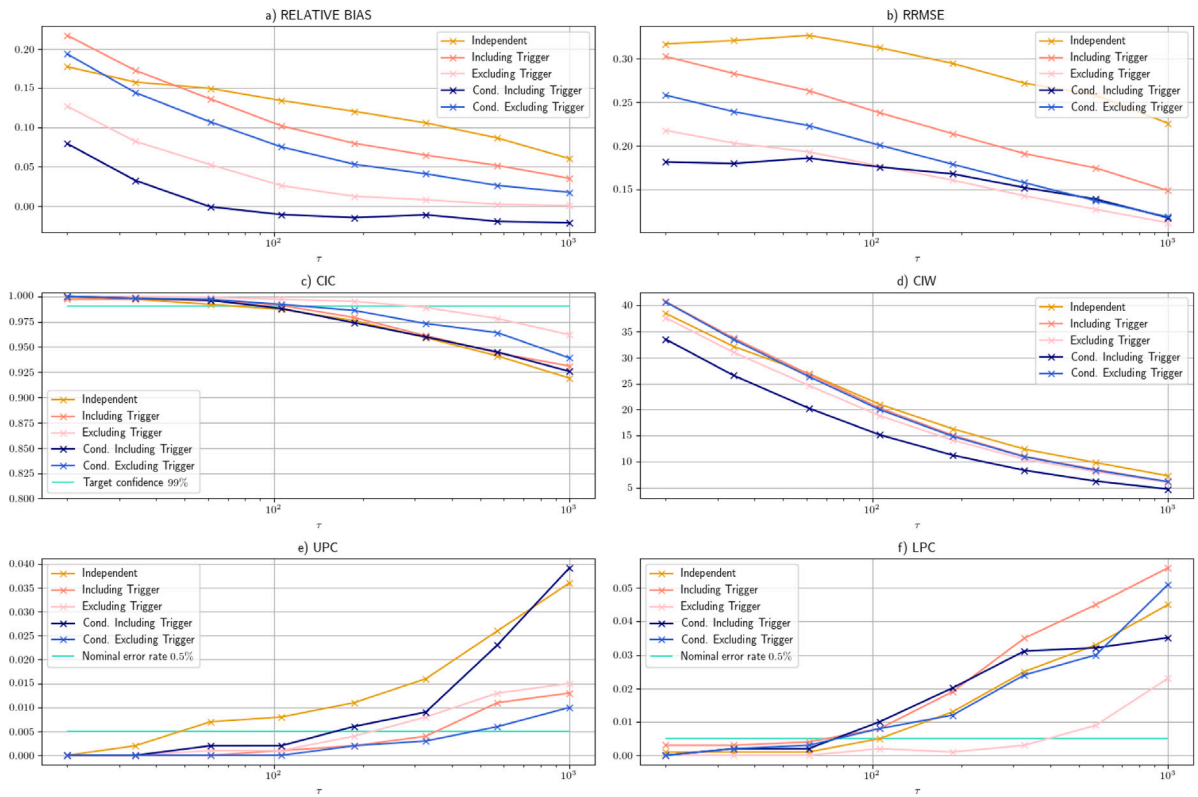 a) RELATIVE BIAS
0.20
0.15
0.10
0.05
0.00
10²
10³
τ
Independent
Including Trigger
Excluding Trigger
Cond. Including Trigger
Cond. Excluding Trigger
b) RRMSE
0.30
0.25
0.20
0.15
10²
10³
τ
Independent
Including Trigger
Excluding Trigger
Cond. Including Trigger
Cond. Excluding Trigger
c) CIC
1.000
0.975
0.950
0.925
0.900
0.875
0.850
0.825
0.800
10²
10³
τ
Independent
Including Trigger
Excluding Trigger
Cond. Including Trigger
Cond. Excluding Trigger
Target confidence 99%
d) CIW
40
35
30
25
20
15
10
5
10²
10³
τ
Independent
Including Trigger
Excluding Trigger
Cond. Including Trigger
Cond. Excluding Trigger
e) UPC
0.040
0.035
0.030
0.025
0.020
0.015
0.010
0.005
0.000
10²
10³
τ
Independent
Including Trigger
Excluding Trigger
Cond. Including Trigger
Cond. Excluding Trigger
Nominal error rate 0.5%
f) LPC
0.05
0.04
0.03
0.02
0.01
0.00
10²
10³
τ
Independent
Including Trigger
Excluding Trigger
Cond. Including Trigger
Cond. Excluding Trigger
Nominal error rate 0.5%